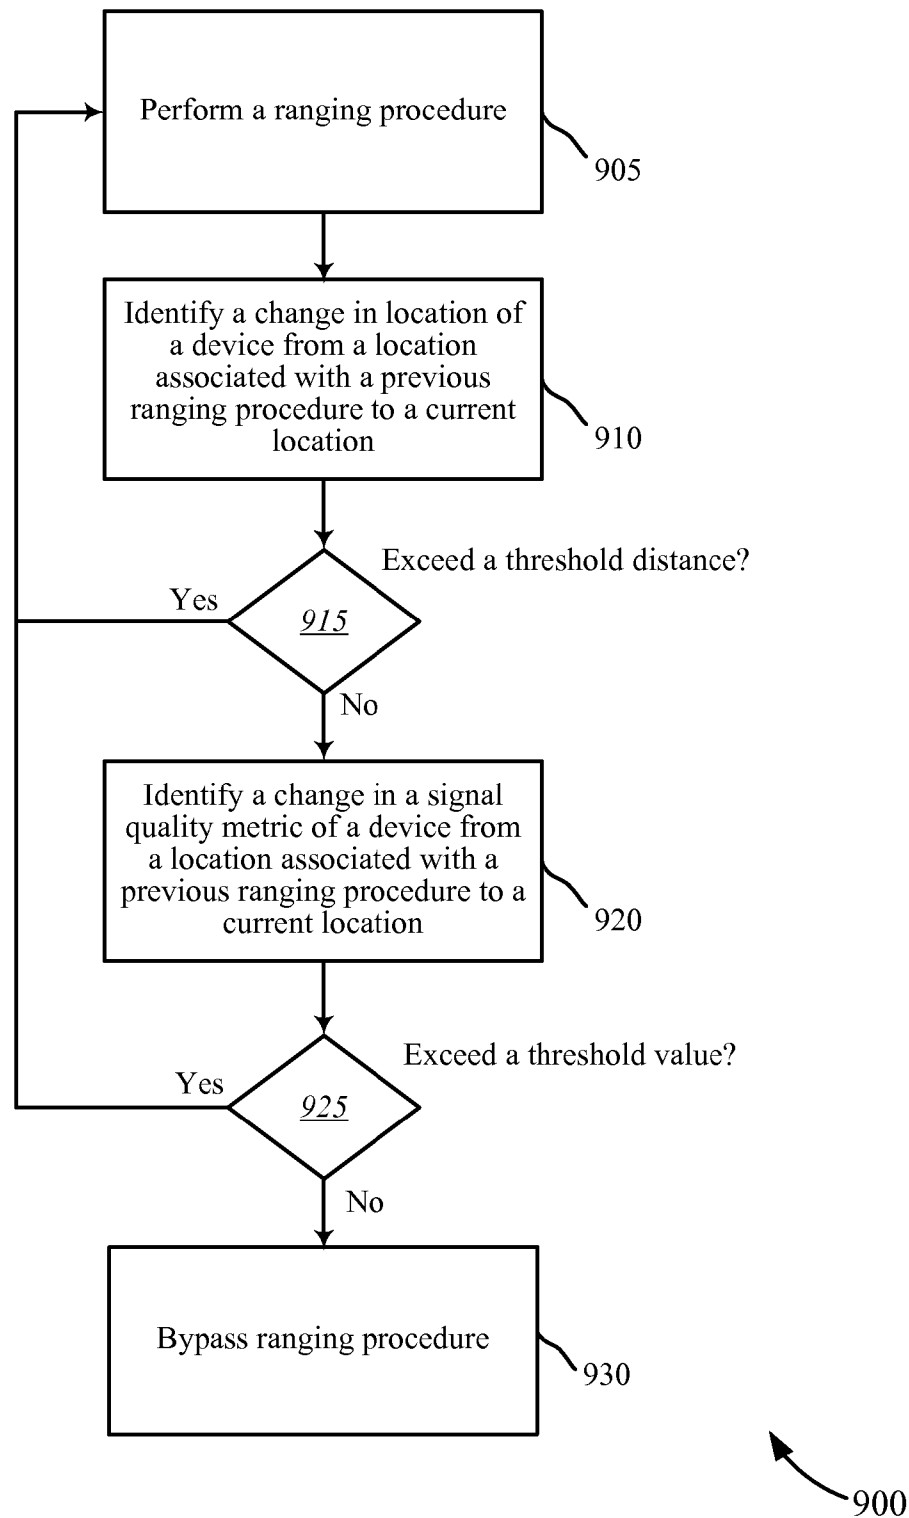 Perform a ranging procedure
905
Identify a change in location of
a device from a location
associated with a previous
ranging procedure to a current
location
910
Exceed a threshold distance?
Yes
915
No
Identify a change in a signal
quality metric of a device from
a location associated with a
previous ranging procedure to a
current location
920
Exceed a threshold value?
Yes
925
No
Bypass ranging procedure
930
900